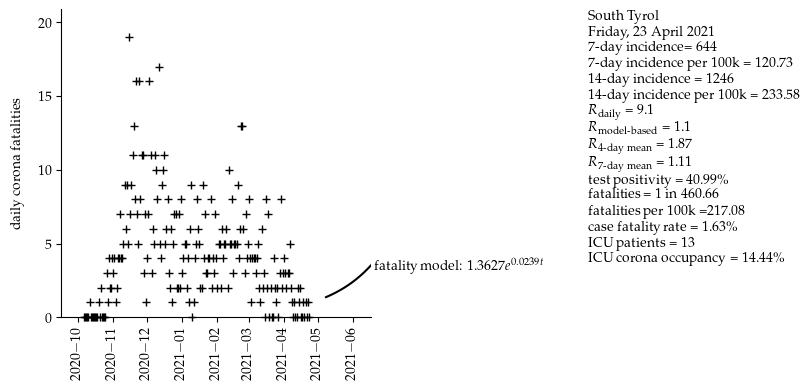 South Tyrol
Friday, 23 April 2021
7-day incidence= 644
7-day incidence per 100k = 120.73
14-day incidence = 1246
14-day incidence per 100k = 233.58
R_daily = 9.1
R_model-based = 1.1
R_4-day mean = 1.87
R_7-day mean = 1.11
test positivity = 40.99%
fatalities = 1 in 460.66
fatalities per 100k =217.08
case fatality rate = 1.63%
ICU patients = 13
ICU corona occupancy = 14.44%
daily corona fatalities
20
15
10
5
0
fatality model: 1.3627e^0.0239t
2020−10
2020−11
2020−12
2021−01
2021−02
2021−03
2021−04
2021−05
2021−06